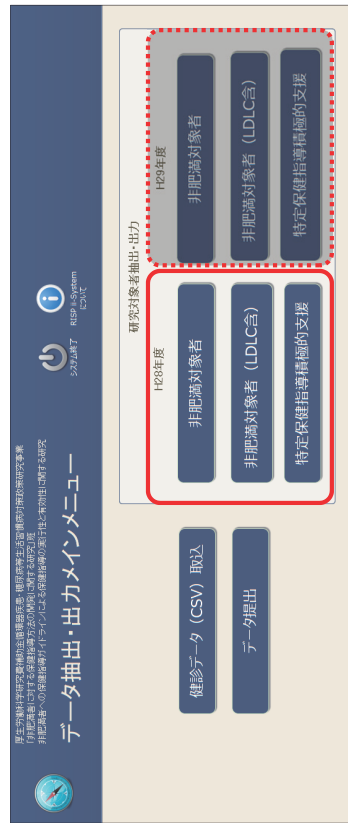 厚生労働科学研究費補助金循環器疾患・糖尿病等生活習慣病対策政策研究事業
「非肥満者に対する保健指導方法の開発に関する研究」班
非肥満者への保健指導ガイドラインによる保健指導の実行性と有効性に関する研究
データ抽出・出力メインメニュー
システム終了
RISP ii-System
について
健診データ（CSV）取込
データ提出
研究対象者抽出・出力
H28年度
非肥満対象者
非肥満対象者（LDLC含）
特定保健指導積極的支援
H29年度
非肥満対象者
非肥満対象者（LDLC含）
特定保健指導積極的支援